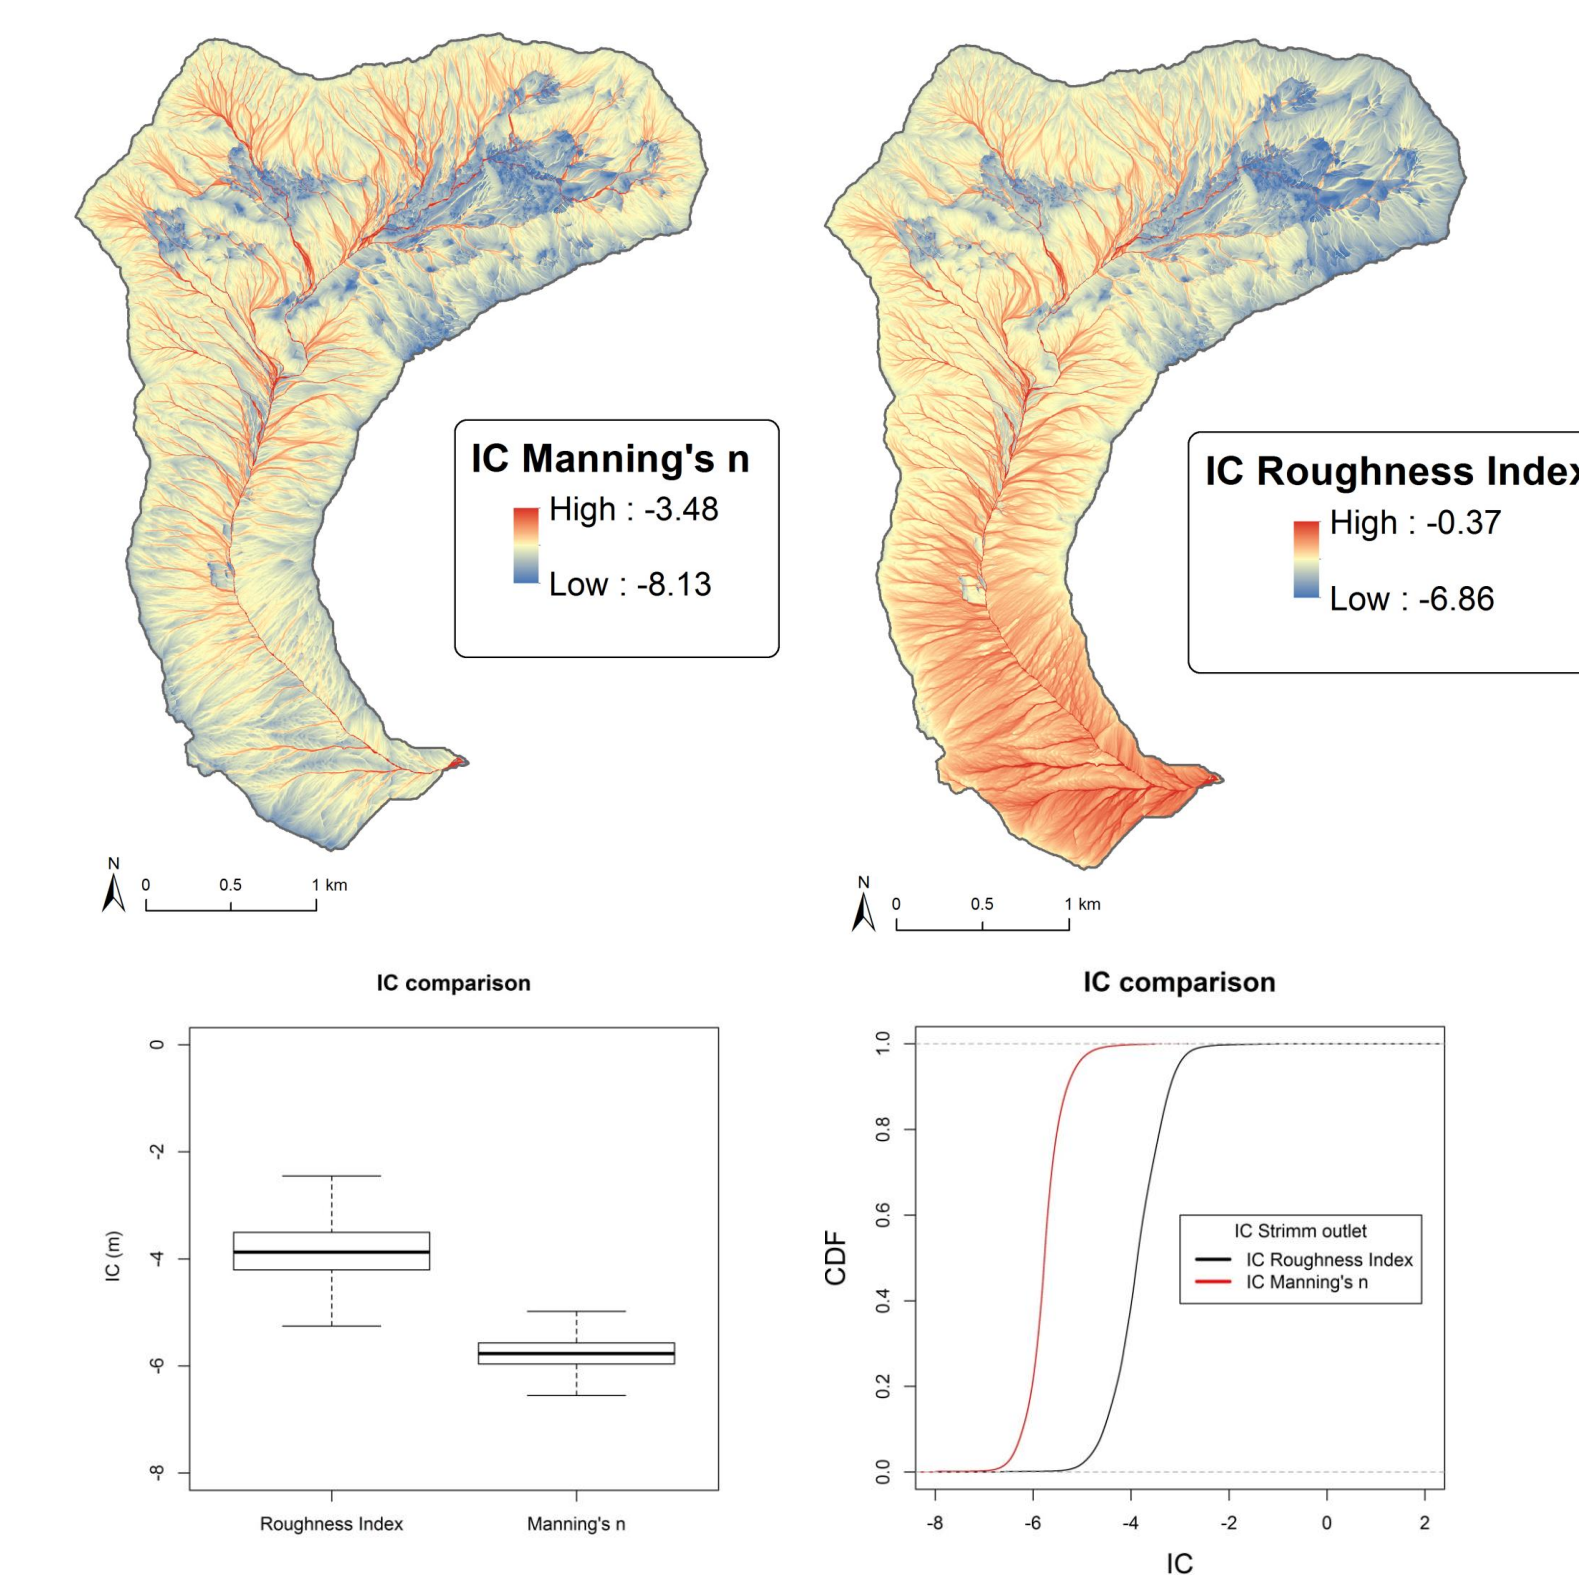 IC Manning's n
High : -3.48
Low : -8.13
IC Roughness Index
High : -0.37
Low : -6.86
N
0 0.5 1 km
N
0 0.5 1 km
IC comparison
IC (m)
0
-2
-4
-6
-8
Roughness Index Manning's n
IC comparison
CDF
1.0
0.8
0.6
0.4
0.2
0.0
IC Strimm outlet
IC Roughness Index
IC Manning's n
-8 -6 -4 -2 0 2
IC